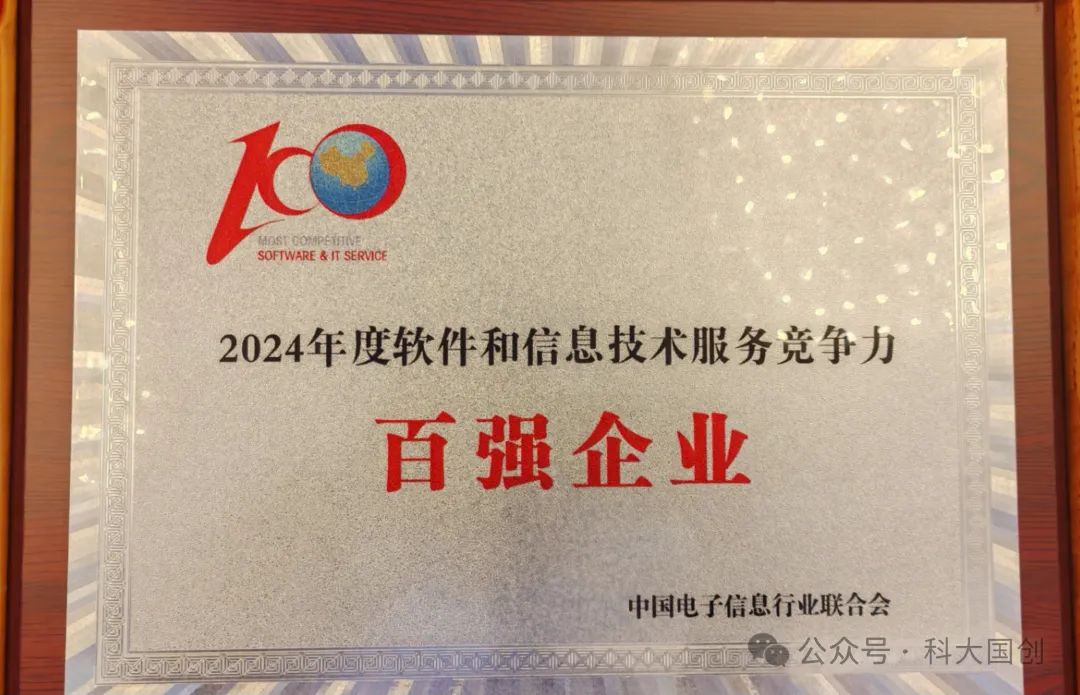 100
MOST COMPETITIVE
SOFTWARE & IT SERVICE
2024年度软件和信息技术服务竞争力
百强企业
中国电子信息行业联合会
公众号·科大国创